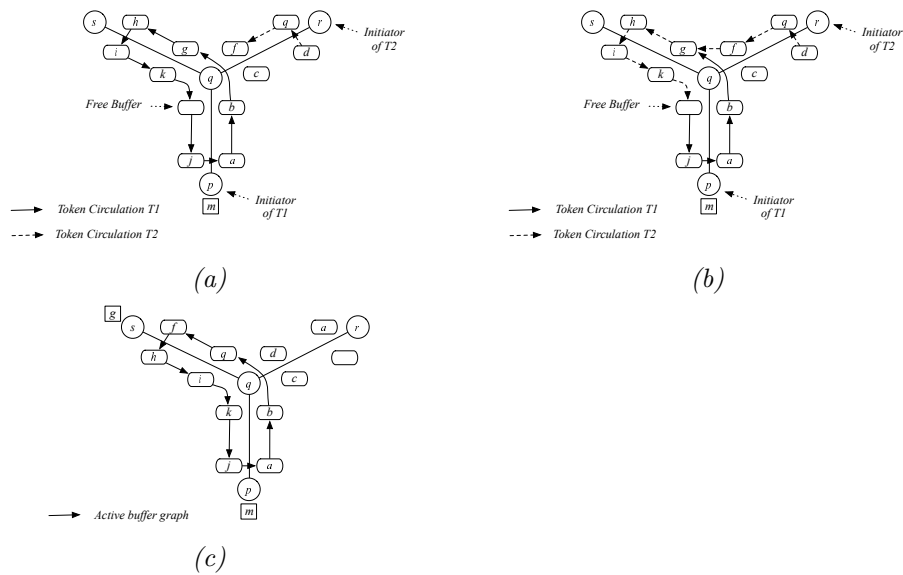 s
h
q
r
Initiator
of T2
g
f
d
i
k
q
c
Free Buffer
b
j
a
p
Initiator
of T1
m
Token Circulation T1
Token Circulation T2
(a)
s
h
q
r
Initiator
of T2
g
f
d
i
k
q
c
Free Buffer
b
j
a
p
Initiator
of T1
m
Token Circulation T1
Token Circulation T2
(b)
g
s
f
a
r
h
q
d
i
q
c
k
b
j
a
p
m
Active buffer graph
(c)